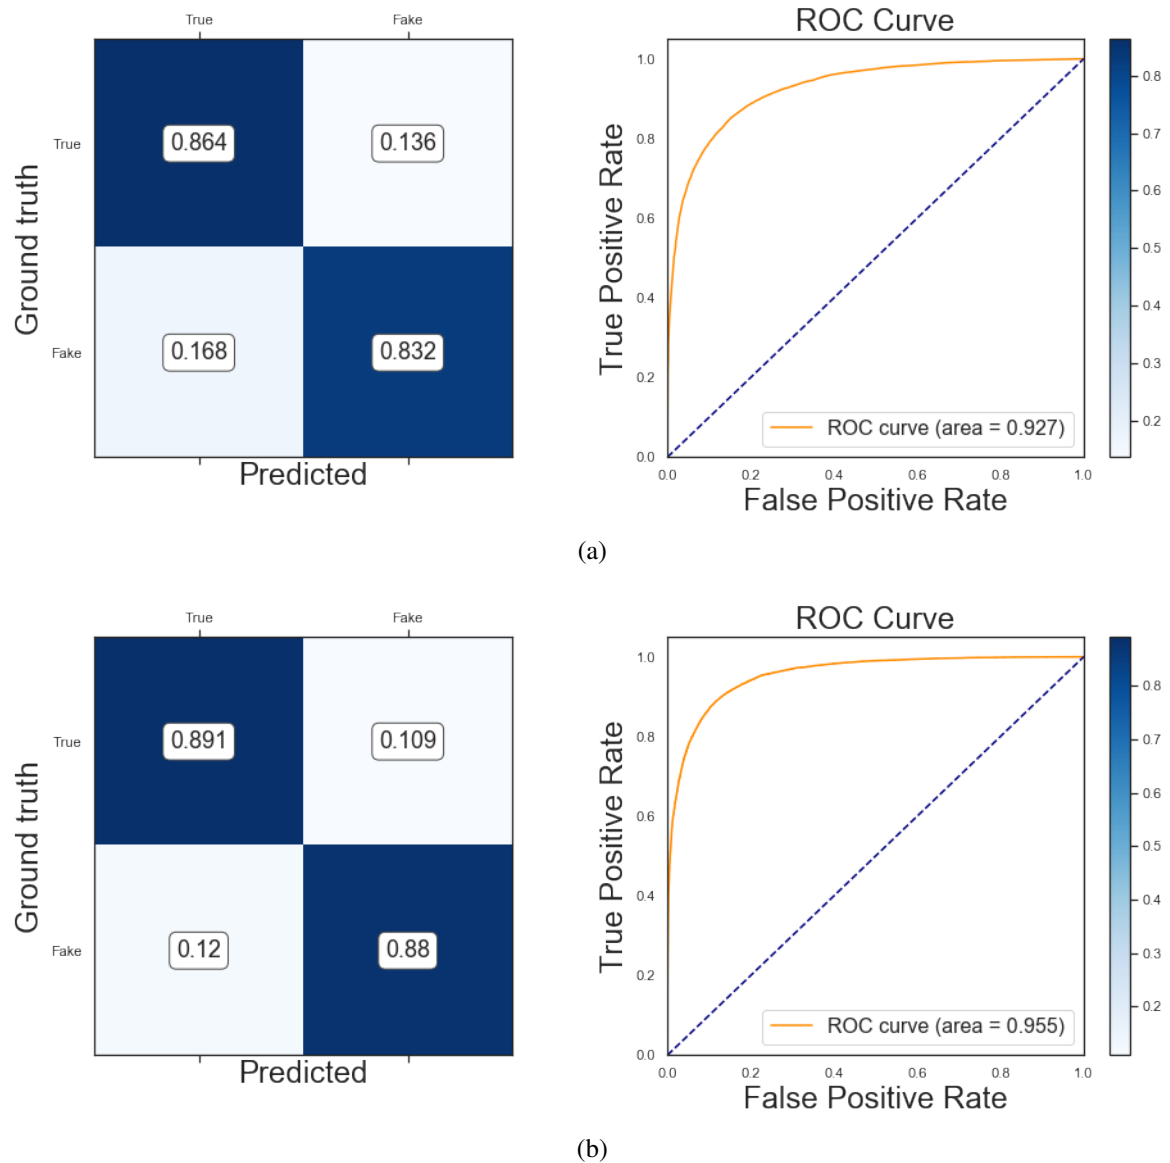 True Fake
Ground truth
True
0.864 0.136
Fake
0.168 0.832
Predicted
ROC Curve
True Positive Rate
1.0
0.8
0.6
0.4
0.2
0.0
0.0 0.2 0.4 0.6 0.8 1.0
False Positive Rate
ROC curve (area = 0.927)
0.8
0.7
0.6
0.5
0.4
0.3
0.2
(a)
True Fake
Ground truth
True
0.891 0.109
Fake
0.12 0.88
Predicted
ROC Curve
True Positive Rate
1.0
0.8
0.6
0.4
0.2
0.0
0.0 0.2 0.4 0.6 0.8 1.0
False Positive Rate
ROC curve (area = 0.955)
0.8
0.7
0.6
0.5
0.4
0.3
0.2
(b)